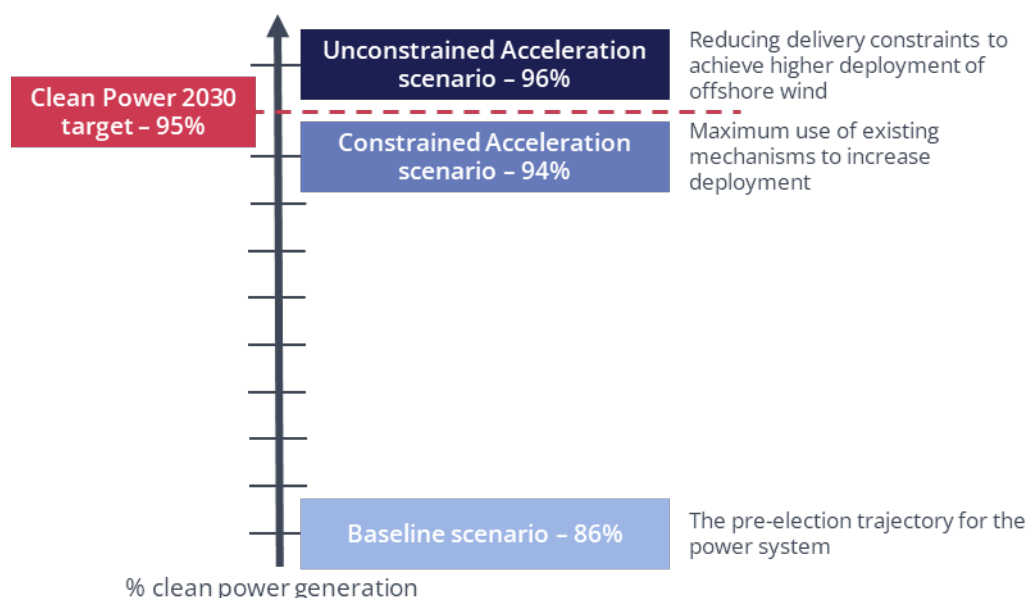 Unconstrained Acceleration
scenario – 96%
Reducing delivery constraints to
achieve higher deployment of
offshore wind
Clean Power 2030
target – 95%
Constrained Acceleration
scenario – 94%
Maximum use of existing
mechanisms to increase
deployment
Baseline scenario – 86%
The pre-election trajectory for the
power system
% clean power generation